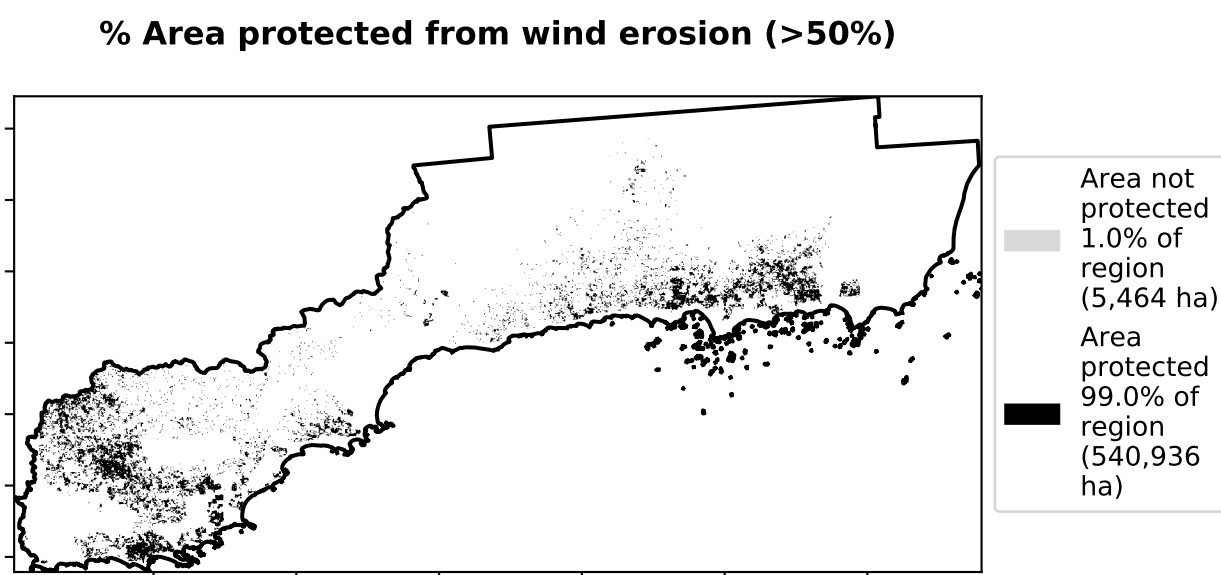 % Area protected from wind erosion (>50%)
Area not
protected
1.0% of
region
(5,464 ha)
Area
protected
99.0% of
region
(540,936
ha)